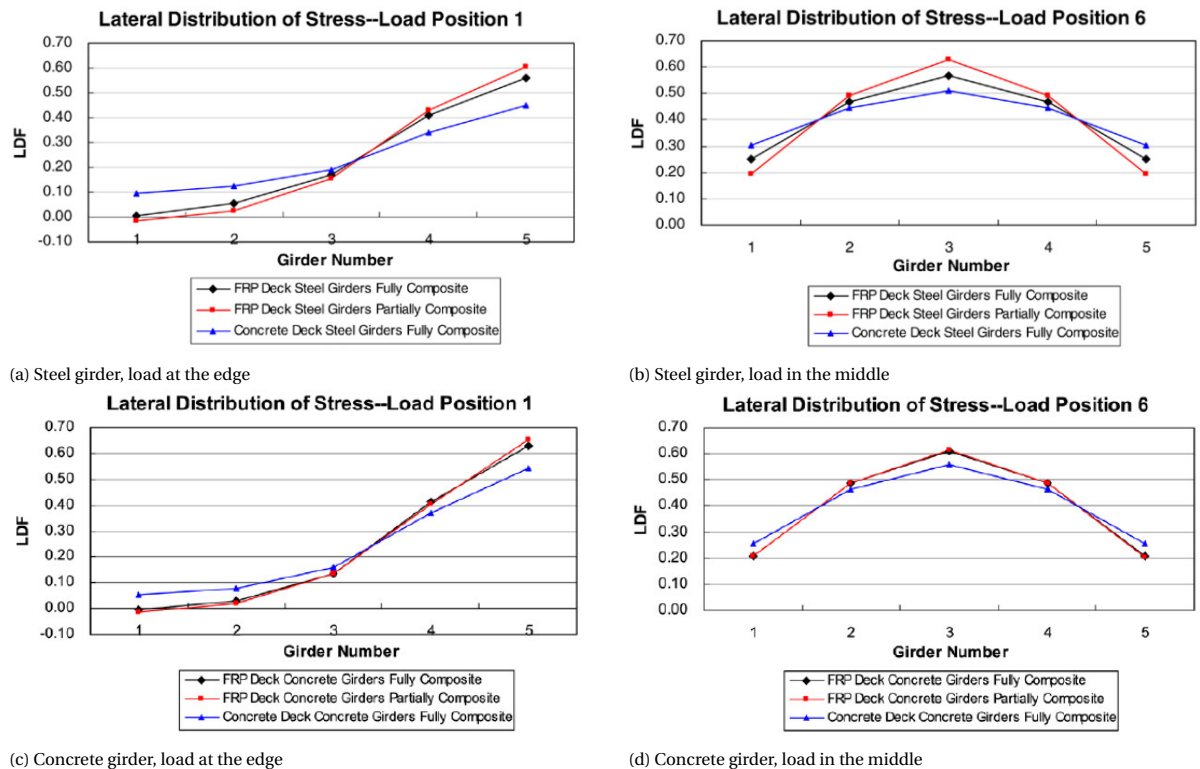 Lateral Distribution of Stress--Load Position 1
0.70
0.60
0.50
0.40
0.30
0.20
0.10
0.00
-0.10
LDF
1 2 3 4 5
Girder Number
FRP Deck Steel Girders Fully Composite
FRP Deck Steel Girders Partially Composite
Concrete Deck Steel Girders Fully Composite
(a) Steel girder, load at the edge
Lateral Distribution of Stress--Load Position 6
0.70
0.60
0.50
0.40
0.30
0.20
0.10
0.00
LDF
1 2 3 4 5
Girder Number
FRP Deck Steel Girders Fully Composite
FRP Deck Steel Girders Partially Composite
Concrete Deck Steel Girders Fully Composite
(b) Steel girder, load in the middle
Lateral Distribution of Stress--Load Position 1
0.70
0.60
0.50
0.40
0.30
0.20
0.10
0.00
-0.10
LDF
1 2 3 4 5
Girder Number
FRP Deck Concrete Girders Fully Composite
FRP Deck Concrete Girders Partially Composite
Concrete Deck Concrete Girders Fully Composite
(c) Concrete girder, load at the edge
Lateral Distribution of Stress--Load Position 6
0.70
0.60
0.50
0.40
0.30
0.20
0.10
0.00
LDF
1 2 3 4 5
Girder Number
FRP Deck Concrete Girders Fully Composite
FRP Deck Concrete Girders Partially Composite
Concrete Deck Concrete Girders Fully Composite
(d) Concrete girder, load in the middle